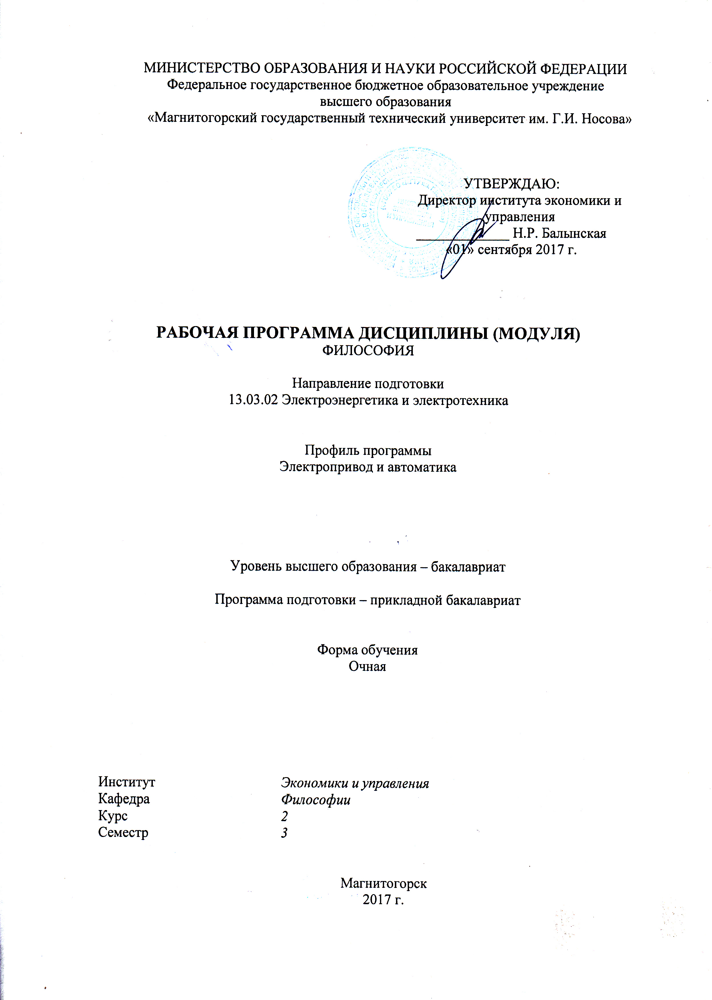 МИНИСТЕРСТВО ОБРАЗОВАНИЯ И НАУКИ РОССИЙСКОЙ ФЕДЕРАЦИИ
Федеральное государственное бюджетное образовательное учреждение
высшего образования
«Магнитогорский государственный технический университет им. Г.И. Носова»
УТВЕРЖДАЮ:
Директор института экономики и
управления
Н.Р. Балынская
«01» сентября 2017 г.
РАБОЧАЯ ПРОГРАММА ДИСЦИПЛИНЫ (МОДУЛЯ)
ФИЛОСОФИЯ
Направление подготовки
13.03.02 Электроэнергетика и электротехника
Профиль программы
Электропривод и автоматика
Уровень высшего образования – бакалавриат
Программа подготовки – прикладной бакалавриат
Форма обучения
Очная
Институт Экономики и управления
Кафедра Философии
Курс 2
Семестр 3
Магнитогорск
2017 г.